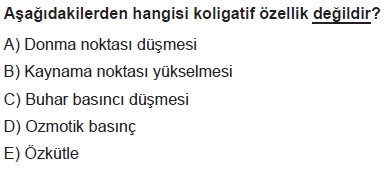 Aşağıdakilerden hangisi koligatif özellik değildir?
A) Donma noktası düşmesi
B) Kaynama noktası yükselmesi
C) Buhar basıncı düşmesi
D) Ozmotik basınç
E) Özkütle